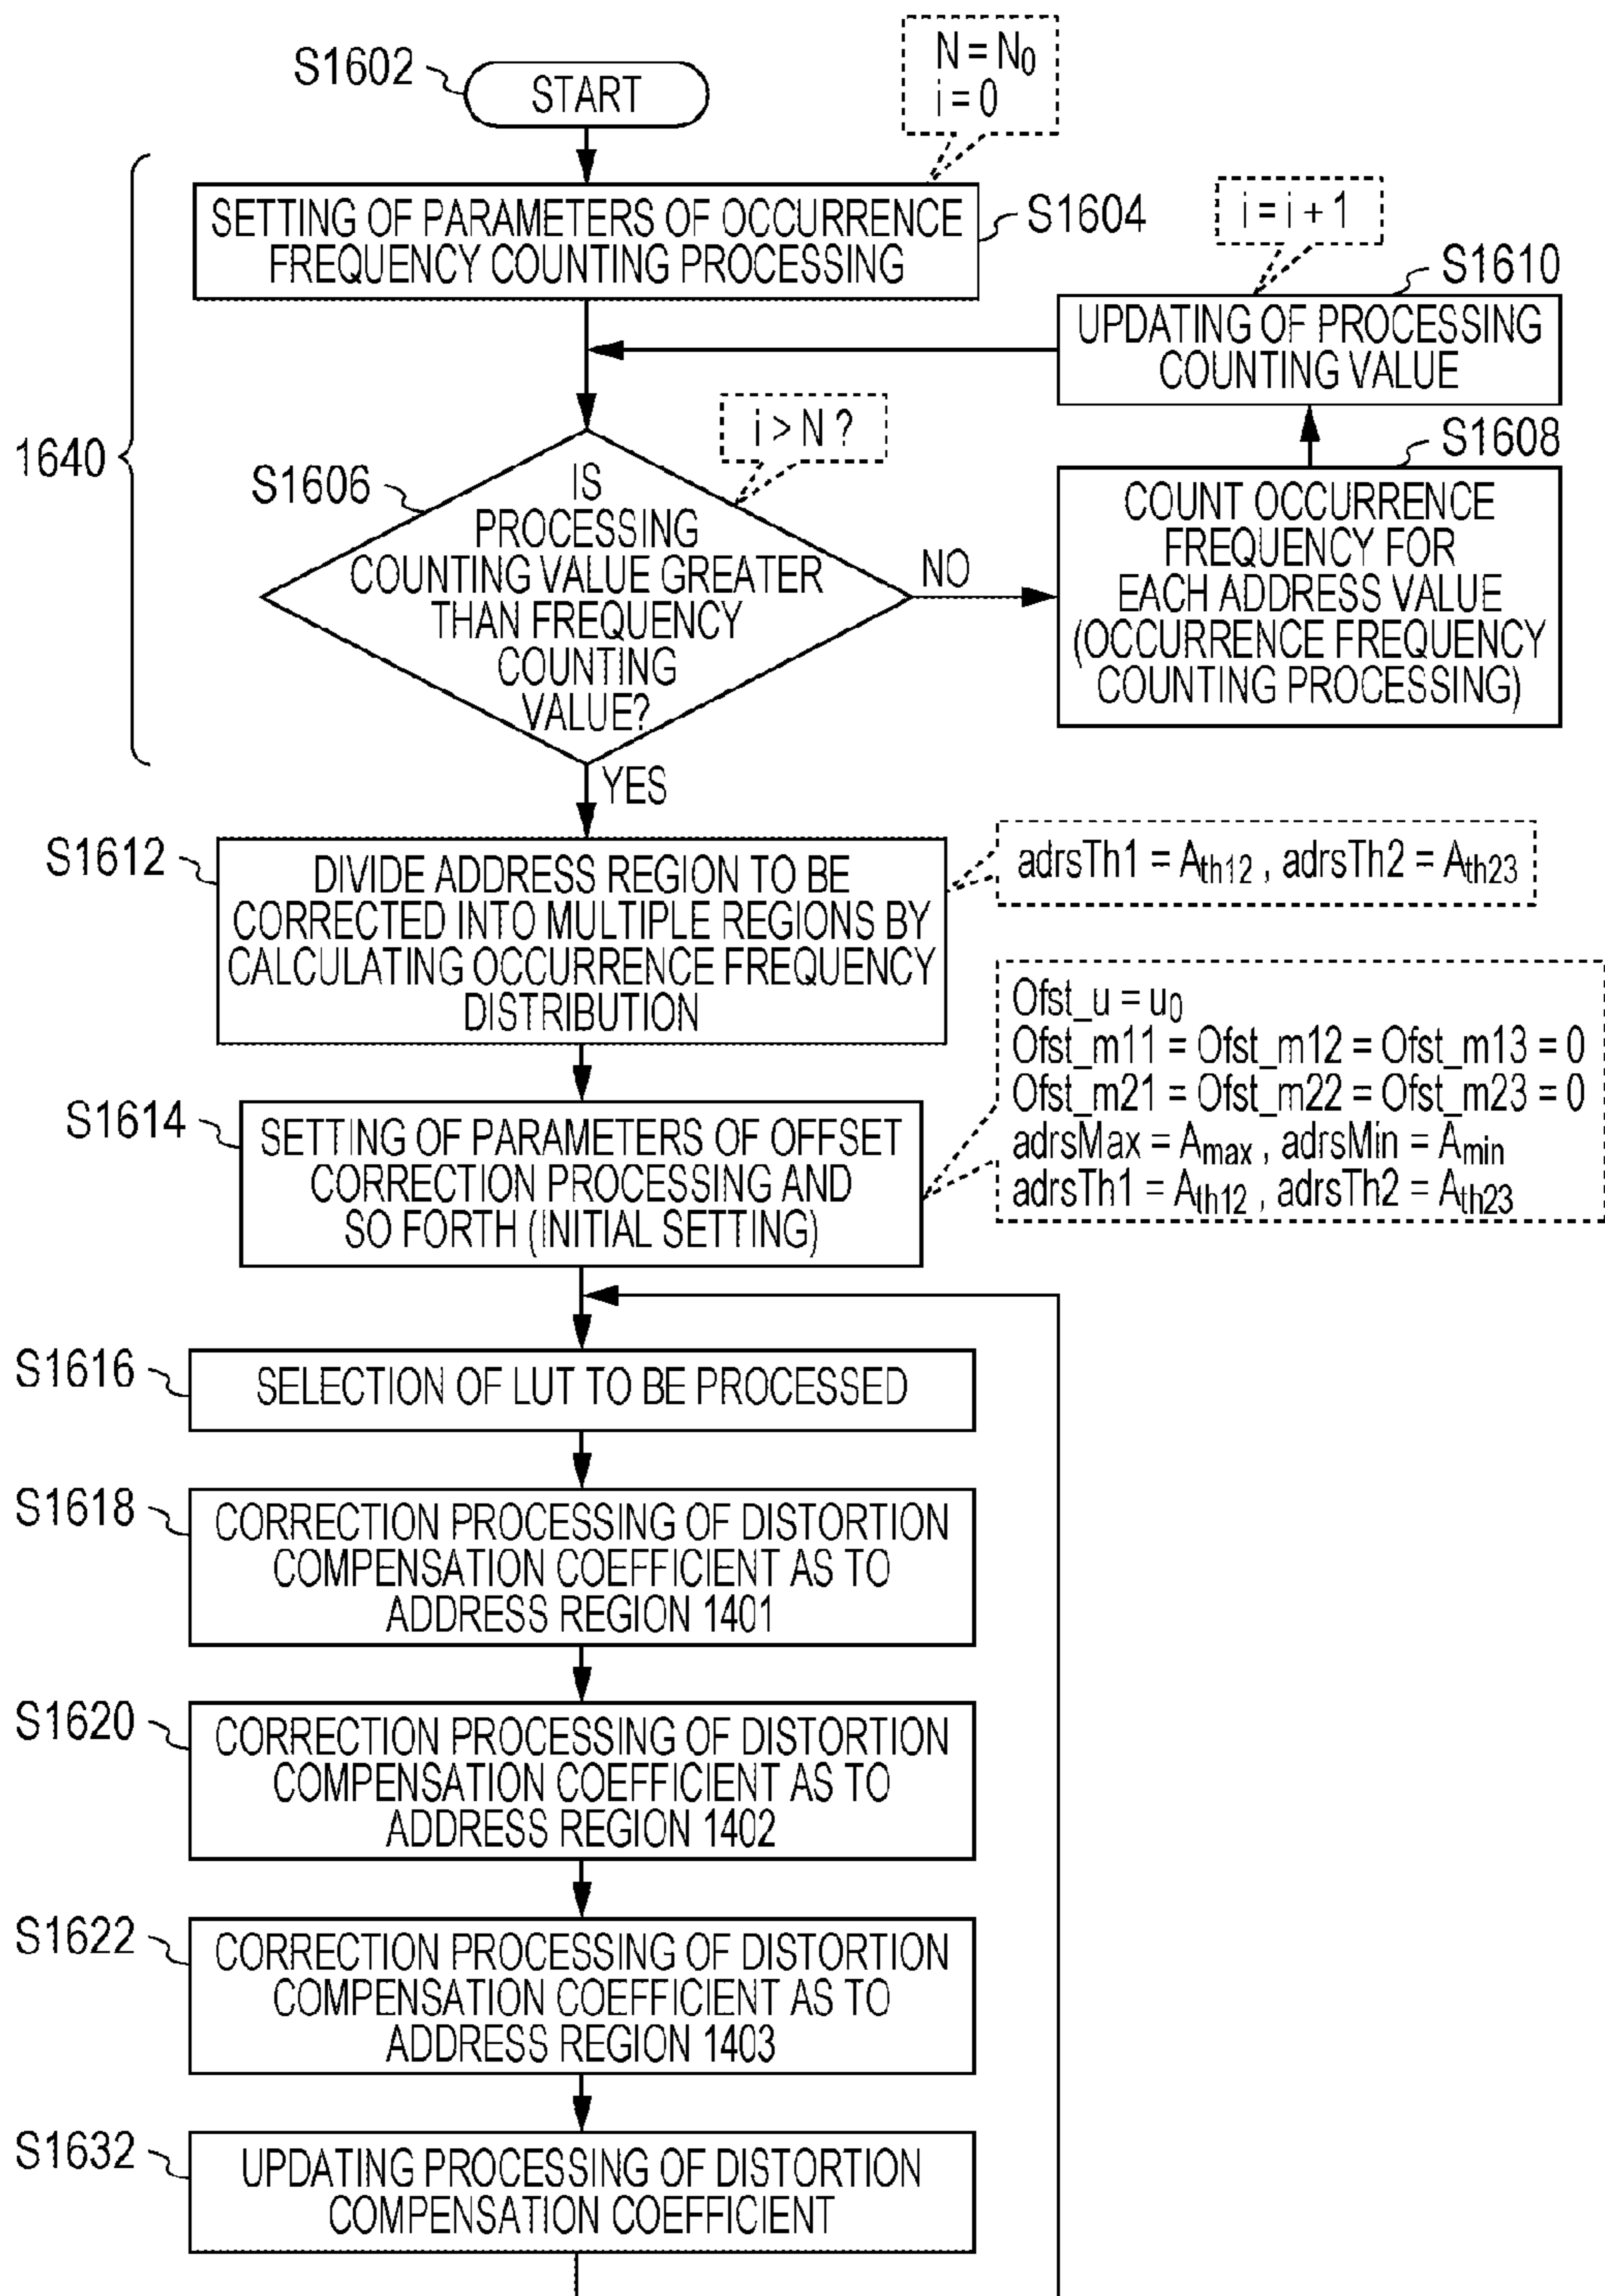 S1602
START
N = N0
i = 0
1640
SETTING OF PARAMETERS OF OCCURRENCE
FREQUENCY COUNTING PROCESSING
S1604
i = i + 1
S1610
UPDATING OF PROCESSING
COUNTING VALUE
i > N ?
S1606
IS
PROCESSING
COUNTING VALUE GREATER
THAN FREQUENCY
COUNTING
VALUE?
NO
S1608
COUNT OCCURRENCE
FREQUENCY FOR
EACH ADDRESS VALUE
(OCCURRENCE FREQUENCY
COUNTING PROCESSING)
YES
S1612
DIVIDE ADDRESS REGION TO BE
CORRECTED INTO MULTIPLE REGIONS BY
CALCULATING OCCURRENCE FREQUENCY
DISTRIBUTION
adrsTh1 = Ath12 , adrsTh2 = Ath23
S1614
SETTING OF PARAMETERS OF OFFSET
CORRECTION PROCESSING AND
SO FORTH (INITIAL SETTING)
Ofst_u = u0
Ofst_m11 = Ofst_m12 = Ofst_m13 = 0
Ofst_m21 = Ofst_m22 = Ofst_m23 = 0
adrsMax = Amax , adrsMin = Amin
adrsTh1 = Ath12 , adrsTh2 = Ath23
S1616
SELECTION OF LUT TO BE PROCESSED
S1618
CORRECTION PROCESSING OF DISTORTION
COMPENSATION COEFFICIENT AS TO
ADDRESS REGION 1401
S1620
CORRECTION PROCESSING OF DISTORTION
COMPENSATION COEFFICIENT AS TO
ADDRESS REGION 1402
S1622
CORRECTION PROCESSING OF DISTORTION
COMPENSATION COEFFICIENT AS TO
ADDRESS REGION 1403
S1632
UPDATING PROCESSING OF DISTORTION
COMPENSATION COEFFICIENT